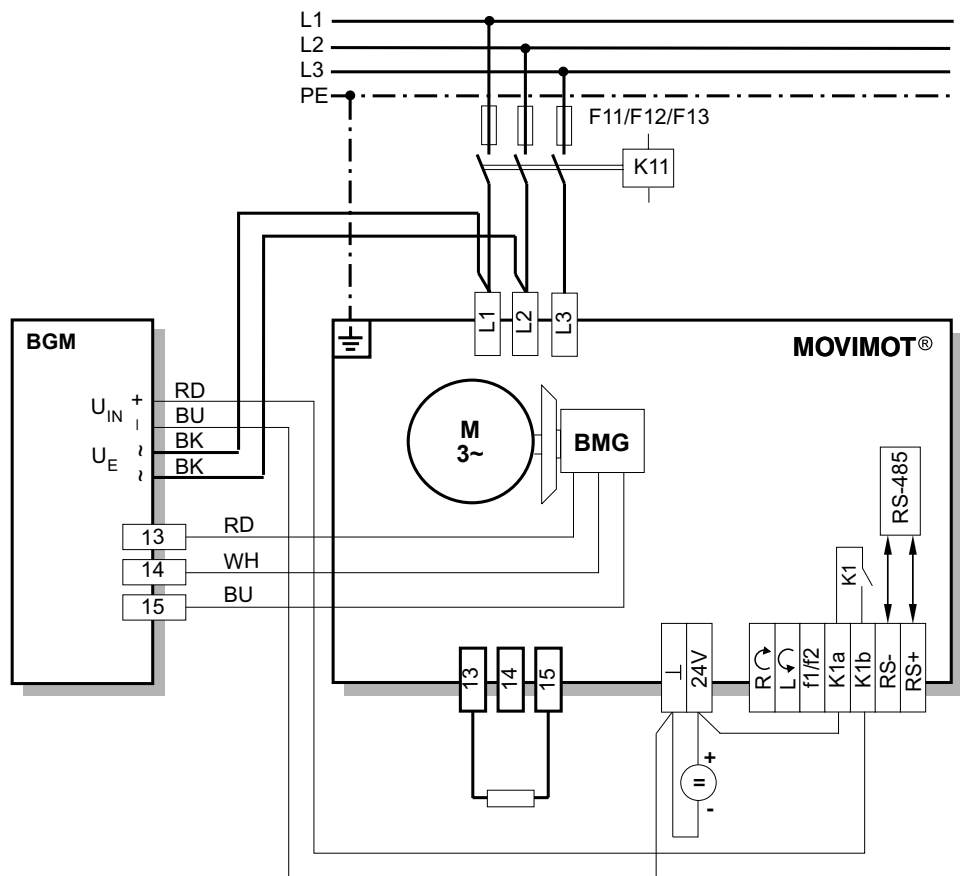 L1
L2
L3
PE
F11/F12/F13
K11
L1
L2
L3
BGM
MOVIMOT®
UIN
+
–
UE
~
~
RD
BU
BK
BK
M
3~
BMG
RS-485
13
RD
14
WH
15
BU
K1
13
14
15
⊥
24V
R
L
f1/f2
K1a
K1b
RS-
RS+
+
=
-